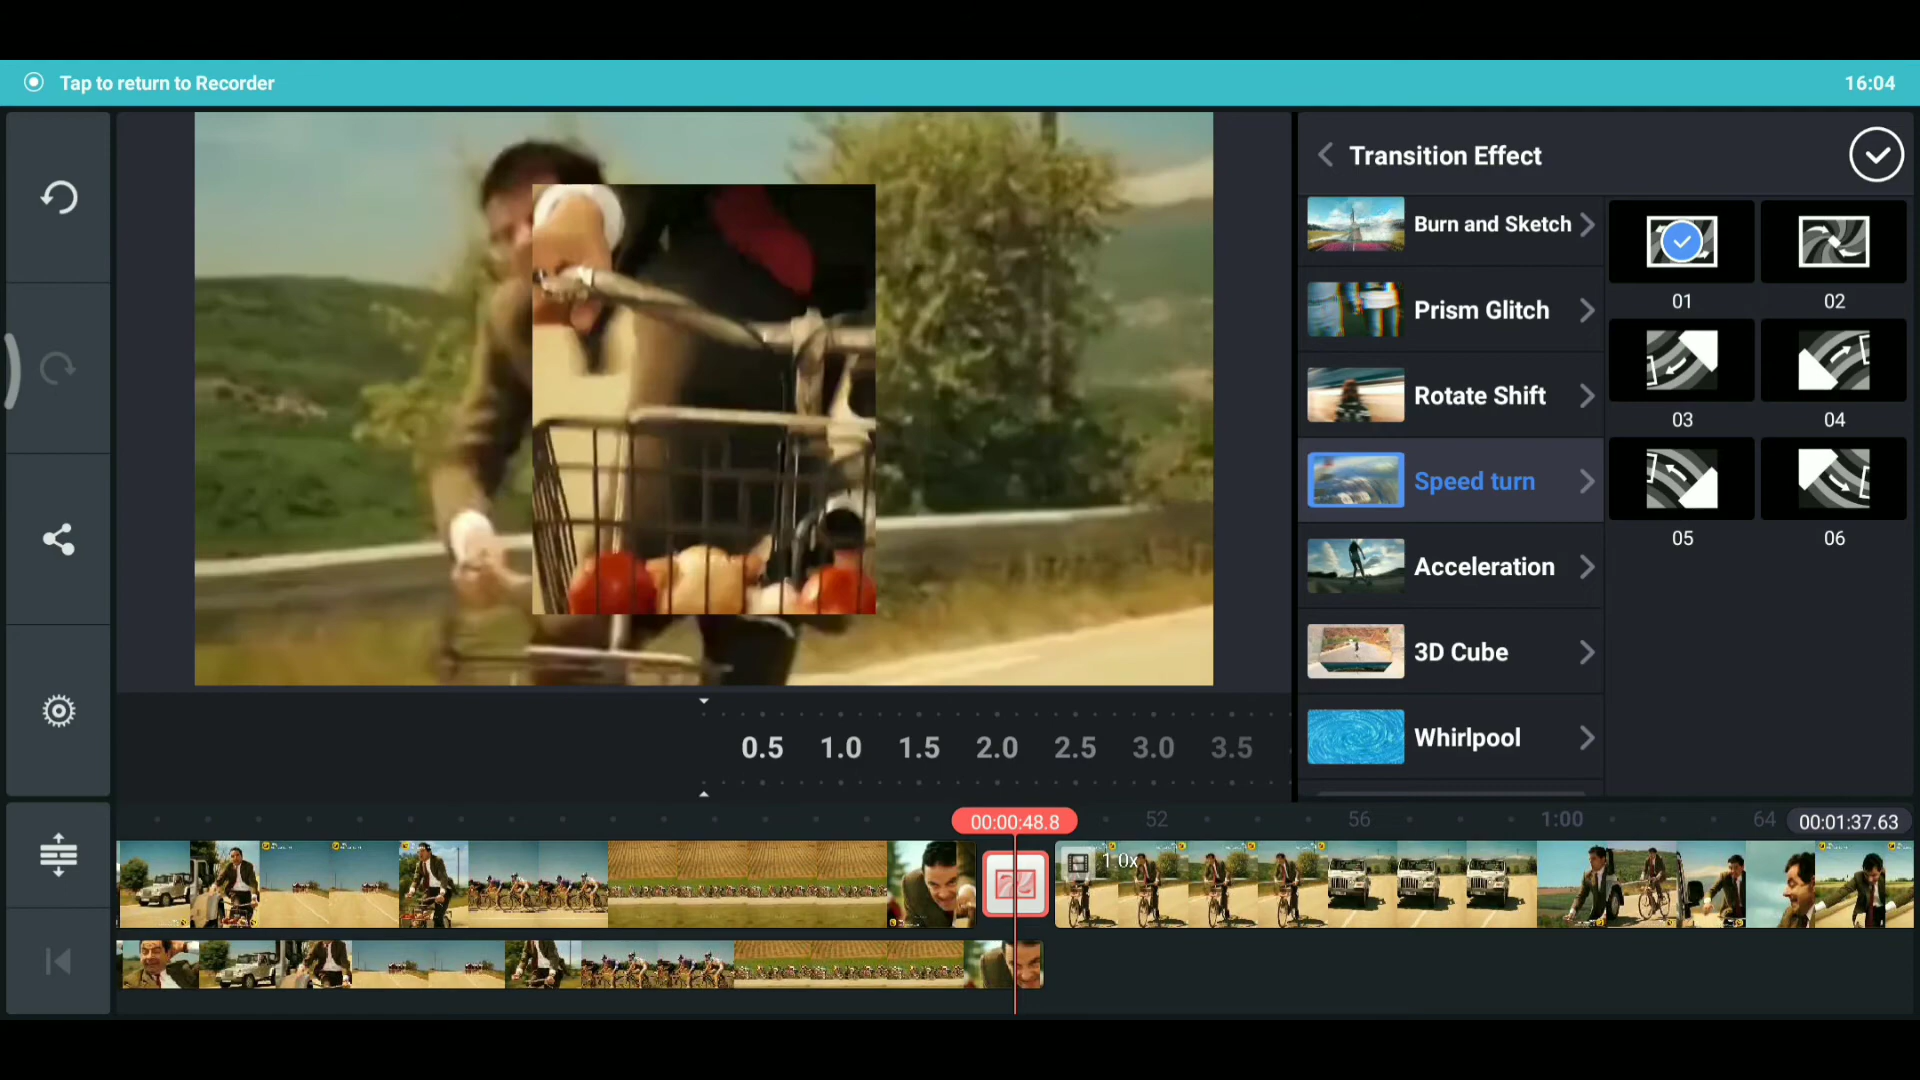 Tap to return to Recorder
16:04
Transition Effect
Burn and Sketch
Prism Glitch
Rotate Shift
Speed turn
Acceleration
3D Cube
Whirlpool
01
02
03
04
05
06
0.5 1.0 1.5 2.0 2.5 3.0 3.5
00:00:48.8
52
56
1:00
64
00:01:37.63
1.0x